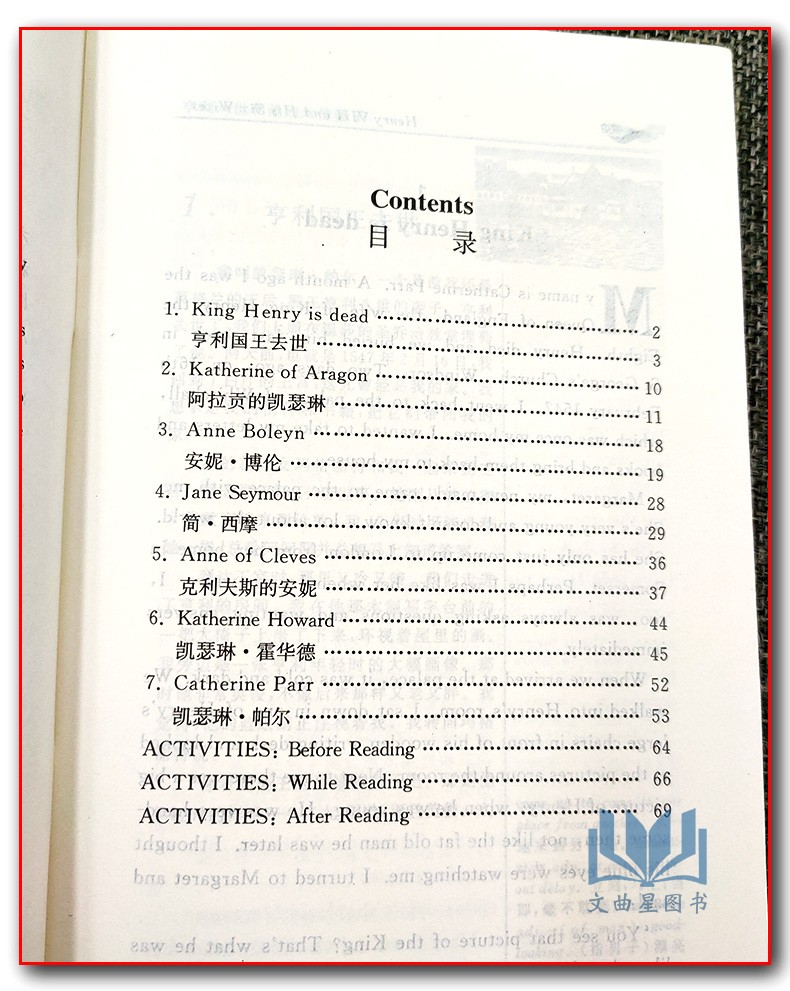 Contents
目 录
1. King Henry is dead ……………………………… 2
亨利国王去世 ……………………………… 3
2. Katherine of Aragon ……………………………… 10
阿拉贡的凯瑟琳 ……………………………… 11
3. Anne Boleyn ……………………………… 18
安妮·博伦 ……………………………… 19
4. Jane Seymour ……………………………… 28
简·西摩 ……………………………… 29
5. Anne of Cleves ……………………………… 36
克利夫斯的安妮 ……………………………… 37
6. Katherine Howard ……………………………… 44
凯瑟琳·霍华德 ……………………………… 45
7. Catherine Parr ……………………………… 52
凯瑟琳·帕尔 ……………………………… 53
ACTIVITIES: Before Reading ……………………………… 64
ACTIVITIES: While Reading ……………………………… 66
ACTIVITIES: After Reading ……………………………… 69
文曲星图书